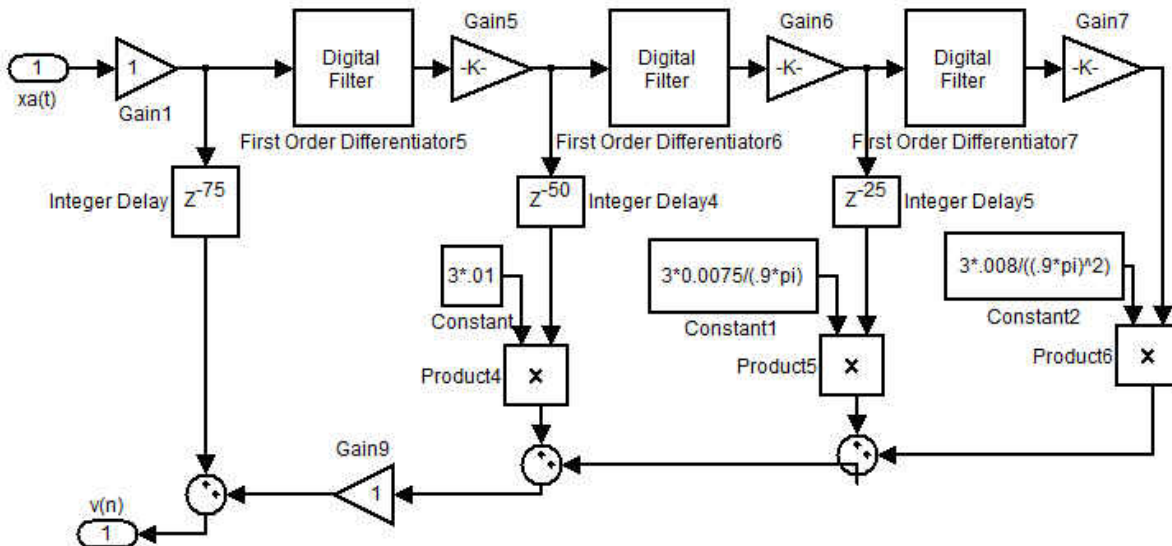 Gain5
Gain6
Gain7
1
xa(t)
1
Gain1
Digital
Filter
First Order Differentiator5
-K-
Digital
Filter
First Order Differentiator6
-K-
Digital
Filter
First Order Differentiator7
-K-
Integer Delay
Z-75
Z-50
Integer Delay4
Z-25
Integer Delay5
3*.01
Constant
3*0.0075/(.9*pi)
Constant1
3*.008/((.9*pi)^2)
Constant2
Product4
×
Product5
×
Product6
×
Gain9
1
v(n)
1